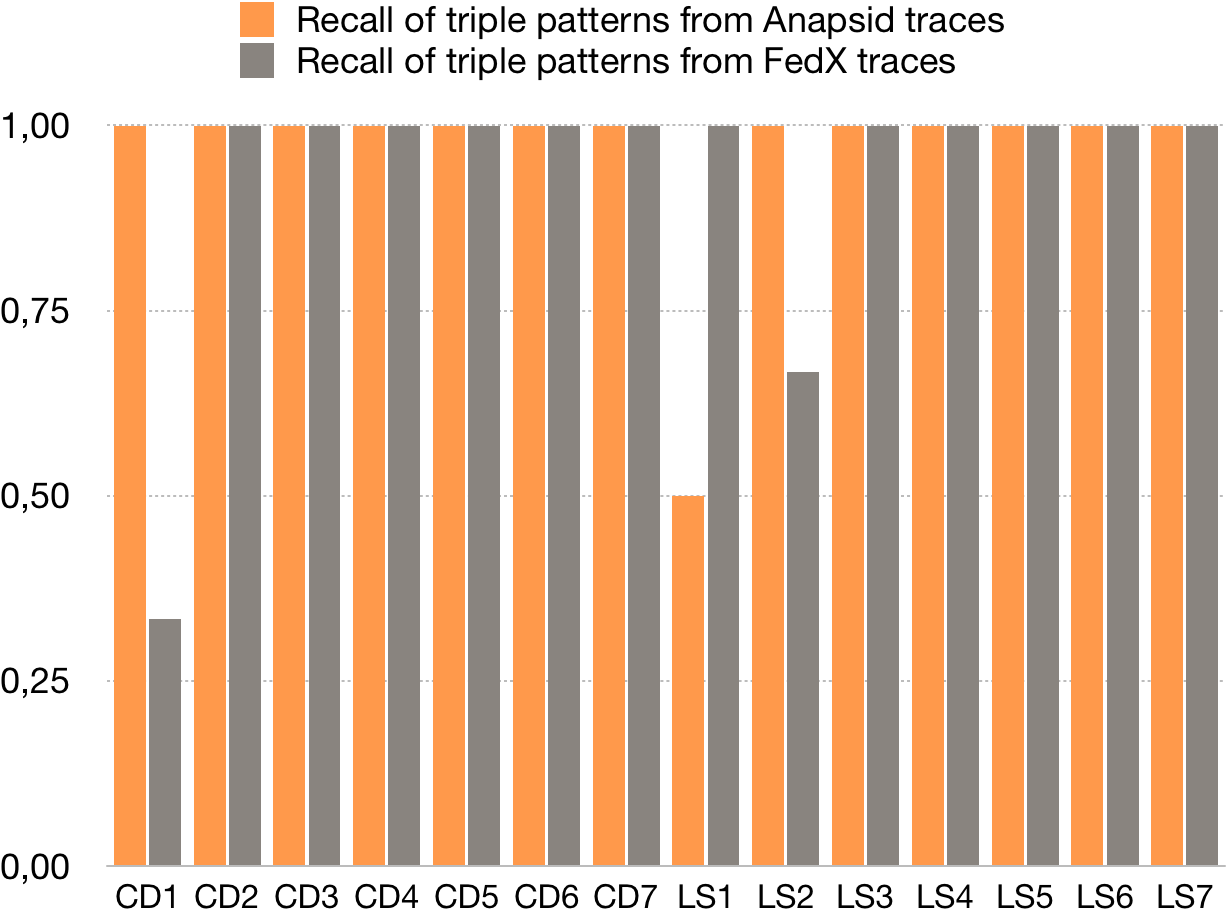 Recall of triple patterns from Anapsid traces
Recall of triple patterns from FedX traces
1,00
0,75
0,50
0,25
0,00
CD1 CD2 CD3 CD4 CD5 CD6 CD7 LS1 LS2 LS3 LS4 LS5 LS6 LS7